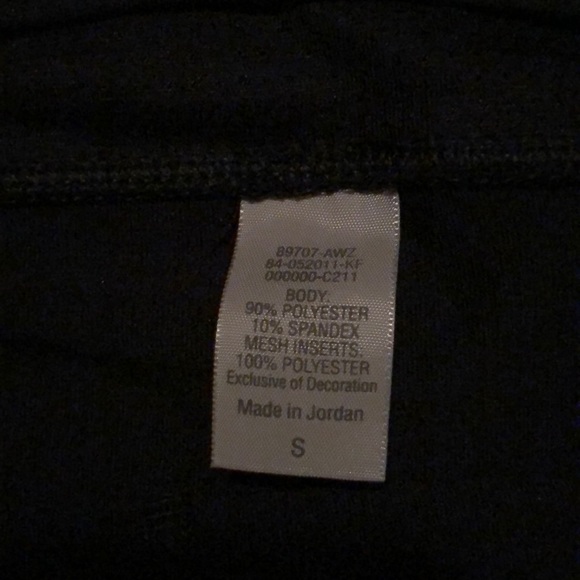 89707-AWZ
84-052011-KF
000000-C211
BODY:
90% POLYESTER
10% SPANDEX
MESH INSERTS:
100% POLYESTER
Exclusive of Decoration
Made in Jordan
S